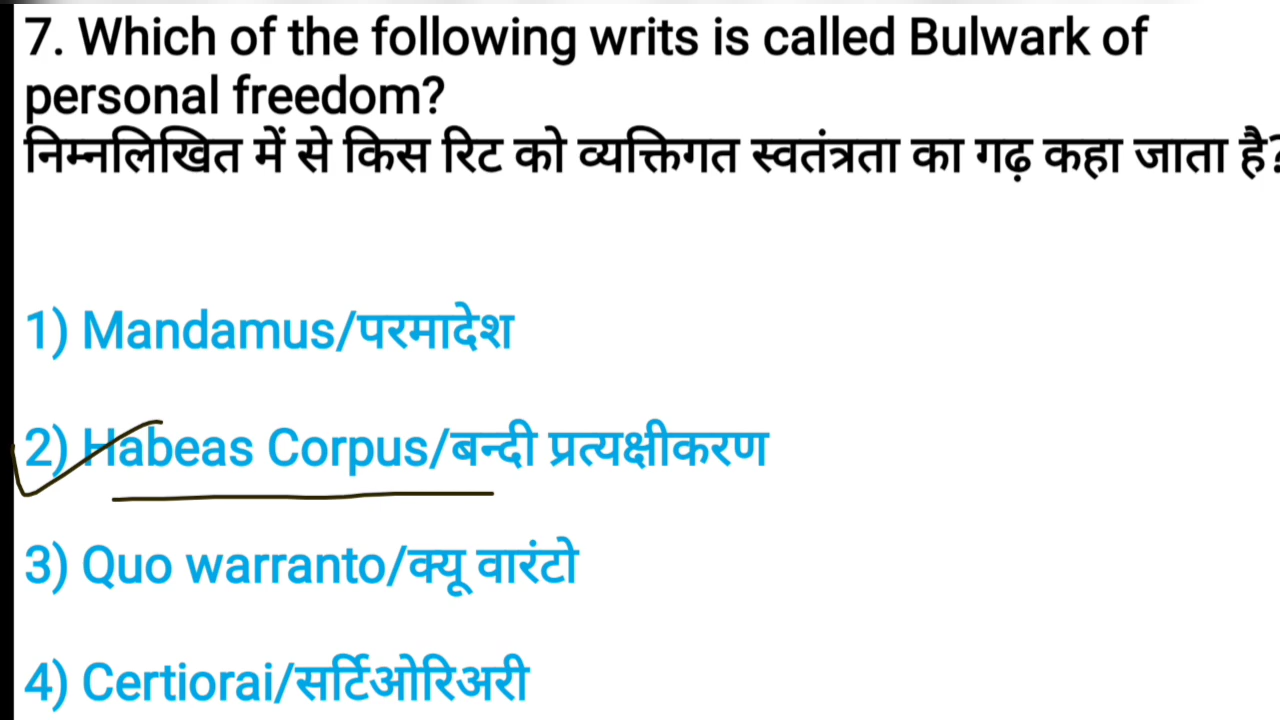 7. Which of the following writs is called Bulwark of
personal freedom?
निम्नलिखित में से किस रिट को व्यक्तिगत स्वतंत्रता का गढ़ कहा जाता है?
1) Mandamus/परमादेश
2) Habeas Corpus/बन्दी प्रत्यक्षीकरण
3) Quo warranto/क्यू वारंटो
4) Certiorai/सर्टिओरिअरी